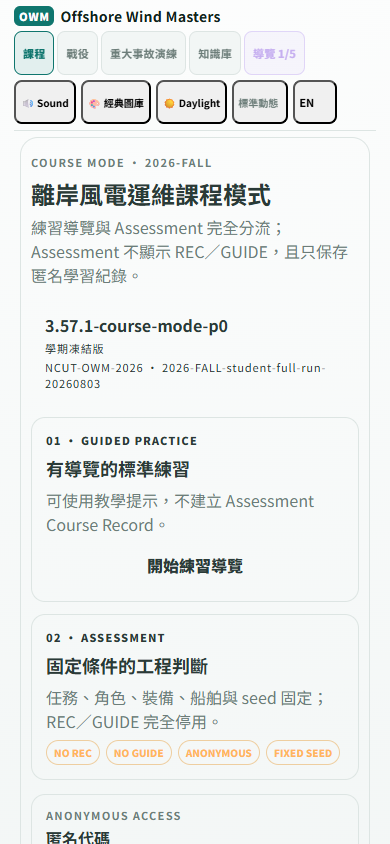 OWM Offshore Wind Masters
課程 戰役 重大事故演練 知識庫 導覽 1/5
🔊 Sound 🎨 經典圖庫 🌞 Daylight 標準動態 EN
COURSE MODE · 2026-FALL
離岸風電運維課程模式
練習導覽與 Assessment 完全分流；
Assessment 不顯示 REC／GUIDE，且只保存
匿名學習紀錄。
3.57.1-course-mode-p0
學期凍結版
NCUT-OWM-2026 · 2026-FALL-student-full-run-
20260803
01 · GUIDED PRACTICE
有導覽的標準練習
可使用教學提示，不建立 Assessment
Course Record。
開始練習導覽
02 · ASSESSMENT
固定條件的工程判斷
任務、角色、裝備、船舶與 seed 固定；
REC／GUIDE 完全停用。
NO REC NO GUIDE ANONYMOUS FIXED SEED
ANONYMOUS ACCESS
匿名代碼